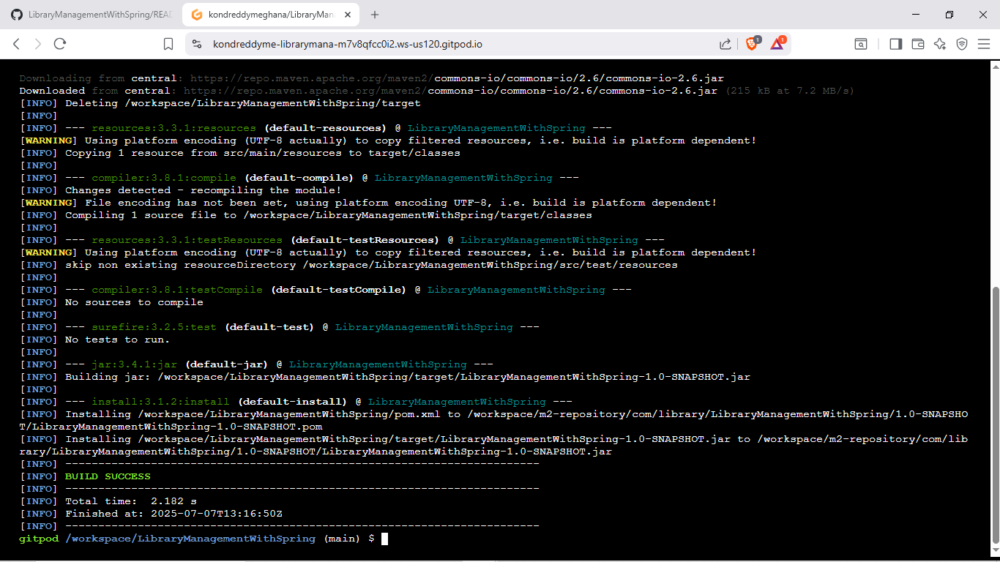 LibraryManagementWithSpring/READ
kondreddymeghana/LibraryMan
kondreddyme-librarymana-m7v8qfcc0i2.ws-us120.gitpod.io
1
1
Downloading from central: https://repo.maven.apache.org/maven2/commons-io/commons-io/2.6/commons-io-2.6.jar
Downloaded from central: https://repo.maven.apache.org/maven2/commons-io/commons-io/2.6/commons-io-2.6.jar (215 kB at 7.2 MB/s)
[INFO] Deleting /workspace/LibraryManagementWithSpring/target
[INFO]
[INFO] --- resources:3.3.1:resources (default-resources) @ LibraryManagementWithSpring ---
[WARNING] Using platform encoding (UTF-8 actually) to copy filtered resources, i.e. build is platform dependent!
[INFO] Copying 1 resource from src/main/resources to target/classes
[INFO]
[INFO] --- compiler:3.8.1:compile (default-compile) @ LibraryManagementWithSpring ---
[INFO] Changes detected - recompiling the module!
[WARNING] File encoding has not been set, using platform encoding UTF-8, i.e. build is platform dependent!
[INFO] Compiling 1 source file to /workspace/LibraryManagementWithSpring/target/classes
[INFO]
[INFO] --- resources:3.3.1:testResources (default-testResources) @ LibraryManagementWithSpring ---
[WARNING] Using platform encoding (UTF-8 actually) to copy filtered resources, i.e. build is platform dependent!
[INFO] skip non existing resourceDirectory /workspace/LibraryManagementWithSpring/src/test/resources
[INFO]
[INFO] --- compiler:3.8.1:testCompile (default-testCompile) @ LibraryManagementWithSpring ---
[INFO] No sources to compile
[INFO]
[INFO] --- surefire:3.2.5:test (default-test) @ LibraryManagementWithSpring ---
[INFO] No tests to run.
[INFO]
[INFO] --- jar:3.4.1:jar (default-jar) @ LibraryManagementWithSpring ---
[INFO] Building jar: /workspace/LibraryManagementWithSpring/target/LibraryManagementWithSpring-1.0-SNAPSHOT.jar
[INFO]
[INFO] --- install:3.1.2:install (default-install) @ LibraryManagementWithSpring ---
[INFO] Installing /workspace/LibraryManagementWithSpring/pom.xml to /workspace/m2-repository/com/library/LibraryManagementWithSpring/1.0-SNAPSHO
T/LibraryManagementWithSpring-1.0-SNAPSHOT.pom
[INFO] Installing /workspace/LibraryManagementWithSpring/target/LibraryManagementWithSpring-1.0-SNAPSHOT.jar to /workspace/m2-repository/com/lib
rary/LibraryManagementWithSpring/1.0-SNAPSHOT/LibraryManagementWithSpring-1.0-SNAPSHOT.jar
[INFO] ------------------------------------------------------------------------
[INFO] BUILD SUCCESS
[INFO] ------------------------------------------------------------------------
[INFO] Total time:  2.182 s
[INFO] Finished at: 2025-07-07T13:16:50Z
[INFO] ------------------------------------------------------------------------
gitpod /workspace/LibraryManagementWithSpring (main) $